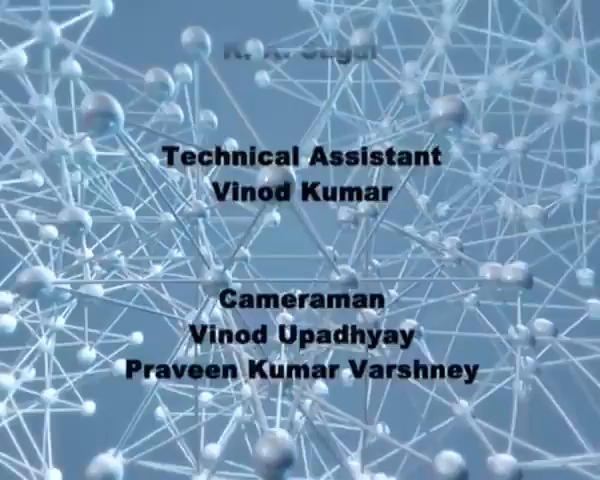 Technical Assistant
Vinod Kumar
Cameraman
Vinod Upadhyay
Praveen Kumar Varshney